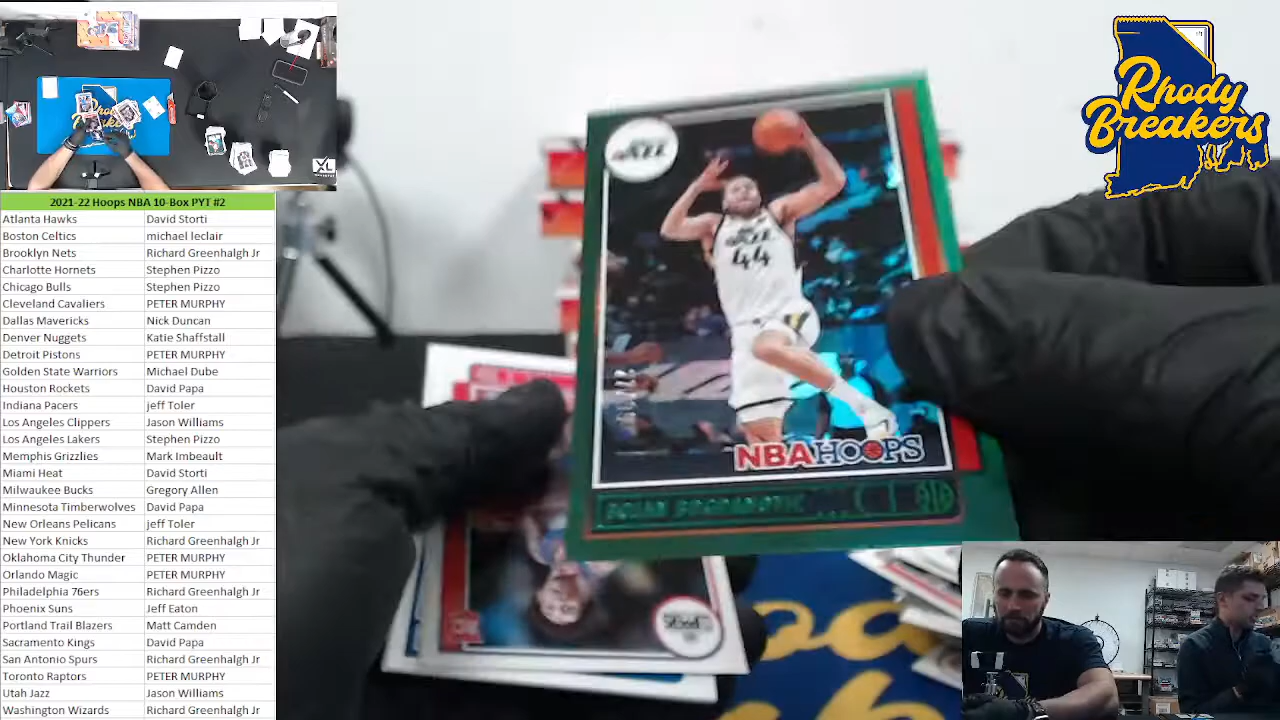 Rhody
Breakers
2021-22 Hoops NBA 10-Box PYT #2
Atlanta Hawks David Storti
Boston Celtics michael leclair
Brooklyn Nets Richard Greenhalgh Jr
Charlotte Hornets Stephen Pizzo
Chicago Bulls Stephen Pizzo
Cleveland Cavaliers PETER MURPHY
Dallas Mavericks Nick Duncan
Denver Nuggets Katie Shaffstall
Detroit Pistons PETER MURPHY
Golden State Warriors Michael Dube
Houston Rockets David Papa
Indiana Pacers jeff Toler
Los Angeles Clippers Jason Williams
Los Angeles Lakers Stephen Pizzo
Memphis Grizzlies Mark Imbeault
Miami Heat David Storti
Milwaukee Bucks Gregory Allen
Minnesota Timberwolves David Papa
New Orleans Pelicans jeff Toler
New York Knicks Richard Greenhalgh Jr
Oklahoma City Thunder PETER MURPHY
Orlando Magic PETER MURPHY
Philadelphia 76ers Richard Greenhalgh Jr
Phoenix Suns Jeff Eaton
Portland Trail Blazers Matt Camden
Sacramento Kings David Papa
San Antonio Spurs Richard Greenhalgh Jr
Toronto Raptors PETER MURPHY
Utah Jazz Jason Williams
Washington Wizards Richard Greenhalgh Jr
JAZZ
JAZZ
44
NBA HOOPS
BOJAN BOGDANOVIC
XL